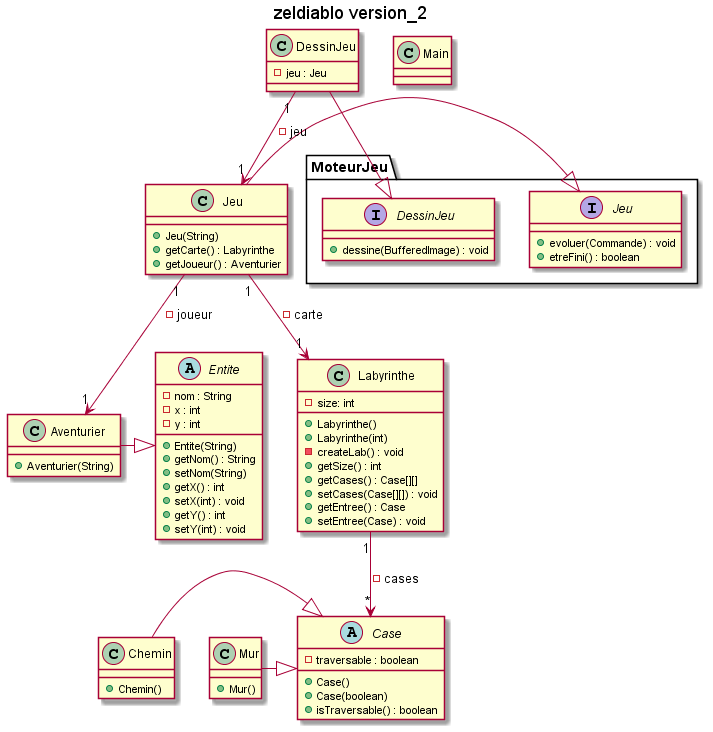 zeldiablo version_2
C DessinJeu
jeu : Jeu
C Main
1
jeu
1
MoteurJeu
C Jeu
Jeu(String)
getCarte() : Labyrinthe
getJoueur() : Aventurier
I DessinJeu
dessine(BufferedImage) : void
I Jeu
evoluer(Commande) : void
etreFini() : boolean
1
1
joueur
carte
1
1
A Entite
nom : String
x : int
y : int
Entite(String)
getNom() : String
setNom(String)
getX() : int
setX(int) : void
getY() : int
setY(int) : void
C Labyrinthe
size: int
Labyrinthe()
Labyrinthe(int)
createLab() : void
getSize() : int
getCases() : Case[][]
setCases(Case[][]) : void
getEntree() : Case
setEntree(Case) : void
C Aventurier
Aventurier(String)
1
cases
*
C Chemin
Chemin()
C Mur
Mur()
A Case
traversable : boolean
Case()
Case(boolean)
isTraversable() : boolean